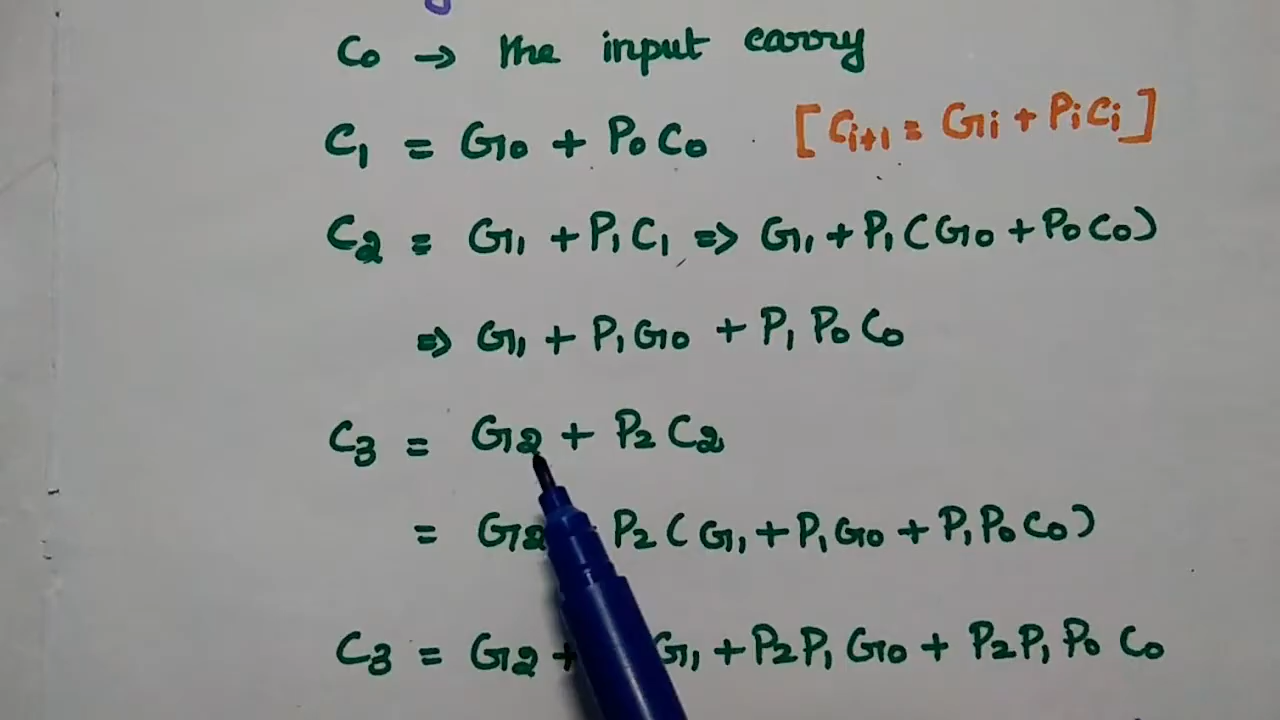 C₀ → the input carry
C₁ = G₀ + P₀C₀ [Cᵢ₊₁ = Gᵢ + PᵢCᵢ]
C₂ = G₁ + P₁C₁ ⇒ G₁ + P₁(G₀ + P₀C₀)
⇒ G₁ + P₁G₀ + P₁P₀C₀
C₃ = G₂ + P₂C₂
= G₂ P₂(G₁ + P₁G₀ + P₁P₀C₀)
C₃ = G₂ + G₁ + P₂P₁G₀ + P₂P₁P₀C₀